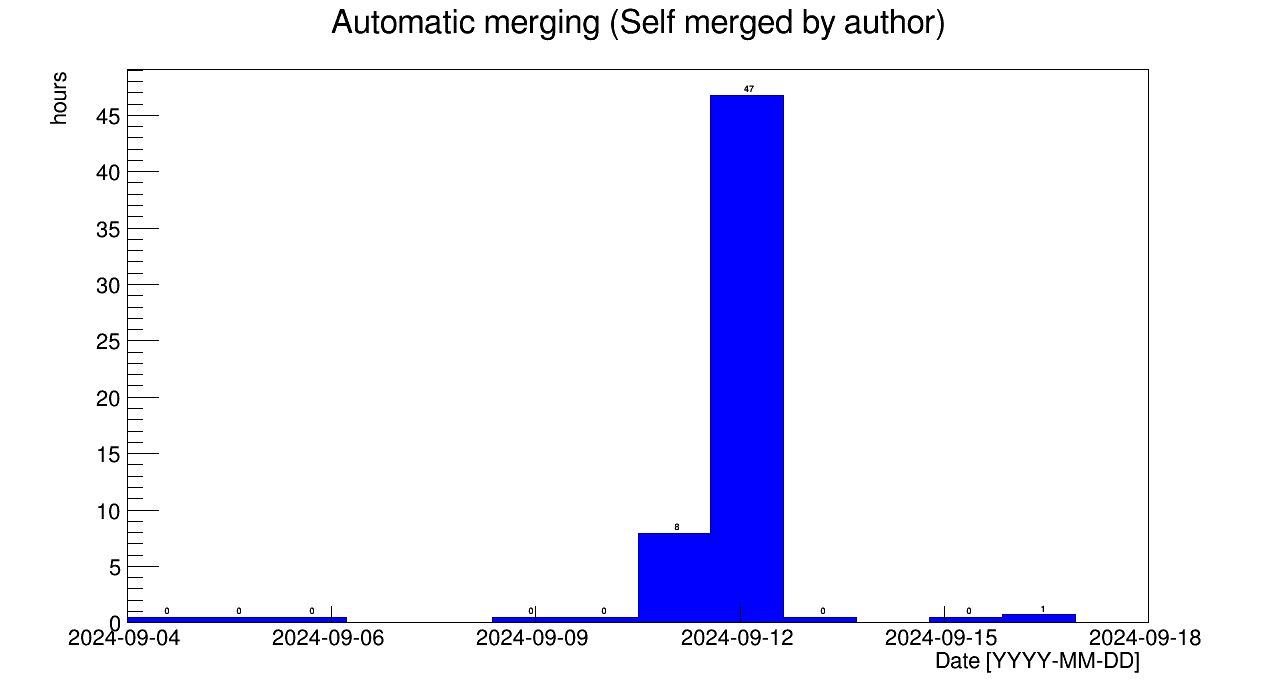 Automatic merging (Self merged by author)
hours
45
40
35
30
25
20
15
10
5
0
0 0 0 0 0 8 47 0 0 1
2024-09-04 2024-09-06 2024-09-09 2024-09-12 2024-09-15 2024-09-18
Date [YYYY-MM-DD]